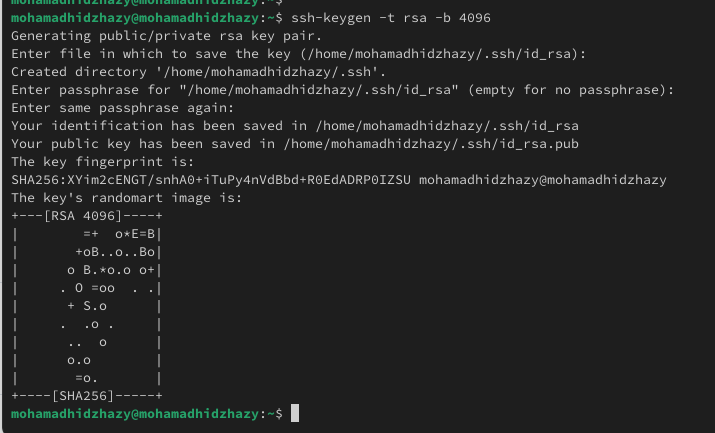 mohamadhidzhazy@mohamadhidzhazy:~$
mohamadhidzhazy@mohamadhidzhazy:~$ ssh-keygen -t rsa -b 4096
Generating public/private rsa key pair.
Enter file in which to save the key (/home/mohamadhidzhazy/.ssh/id_rsa):
Created directory '/home/mohamadhidzhazy/.ssh'.
Enter passphrase for "/home/mohamadhidzhazy/.ssh/id_rsa" (empty for no passphrase):
Enter same passphrase again:
Your identification has been saved in /home/mohamadhidzhazy/.ssh/id_rsa
Your public key has been saved in /home/mohamadhidzhazy/.ssh/id_rsa.pub
The key fingerprint is:
SHA256:XYim2cENGT/snhA0+iTuPy4nVdBbd+R0EdADRP0IZSU mohamadhidzhazy@mohamadhidzhazy
The key's randomart image is:
+---[RSA 4096]----+
|        =+  o*E=B|
|       +oB..o..Bo|
|      o B.*o.o o+|
|     . O =oo  . .|
|      + S.o      |
|     .  .o .     |
|      ..  o      |
|      o.o        |
|       =o.       |
+----[SHA256]-----+
mohamadhidzhazy@mohamadhidzhazy:~$